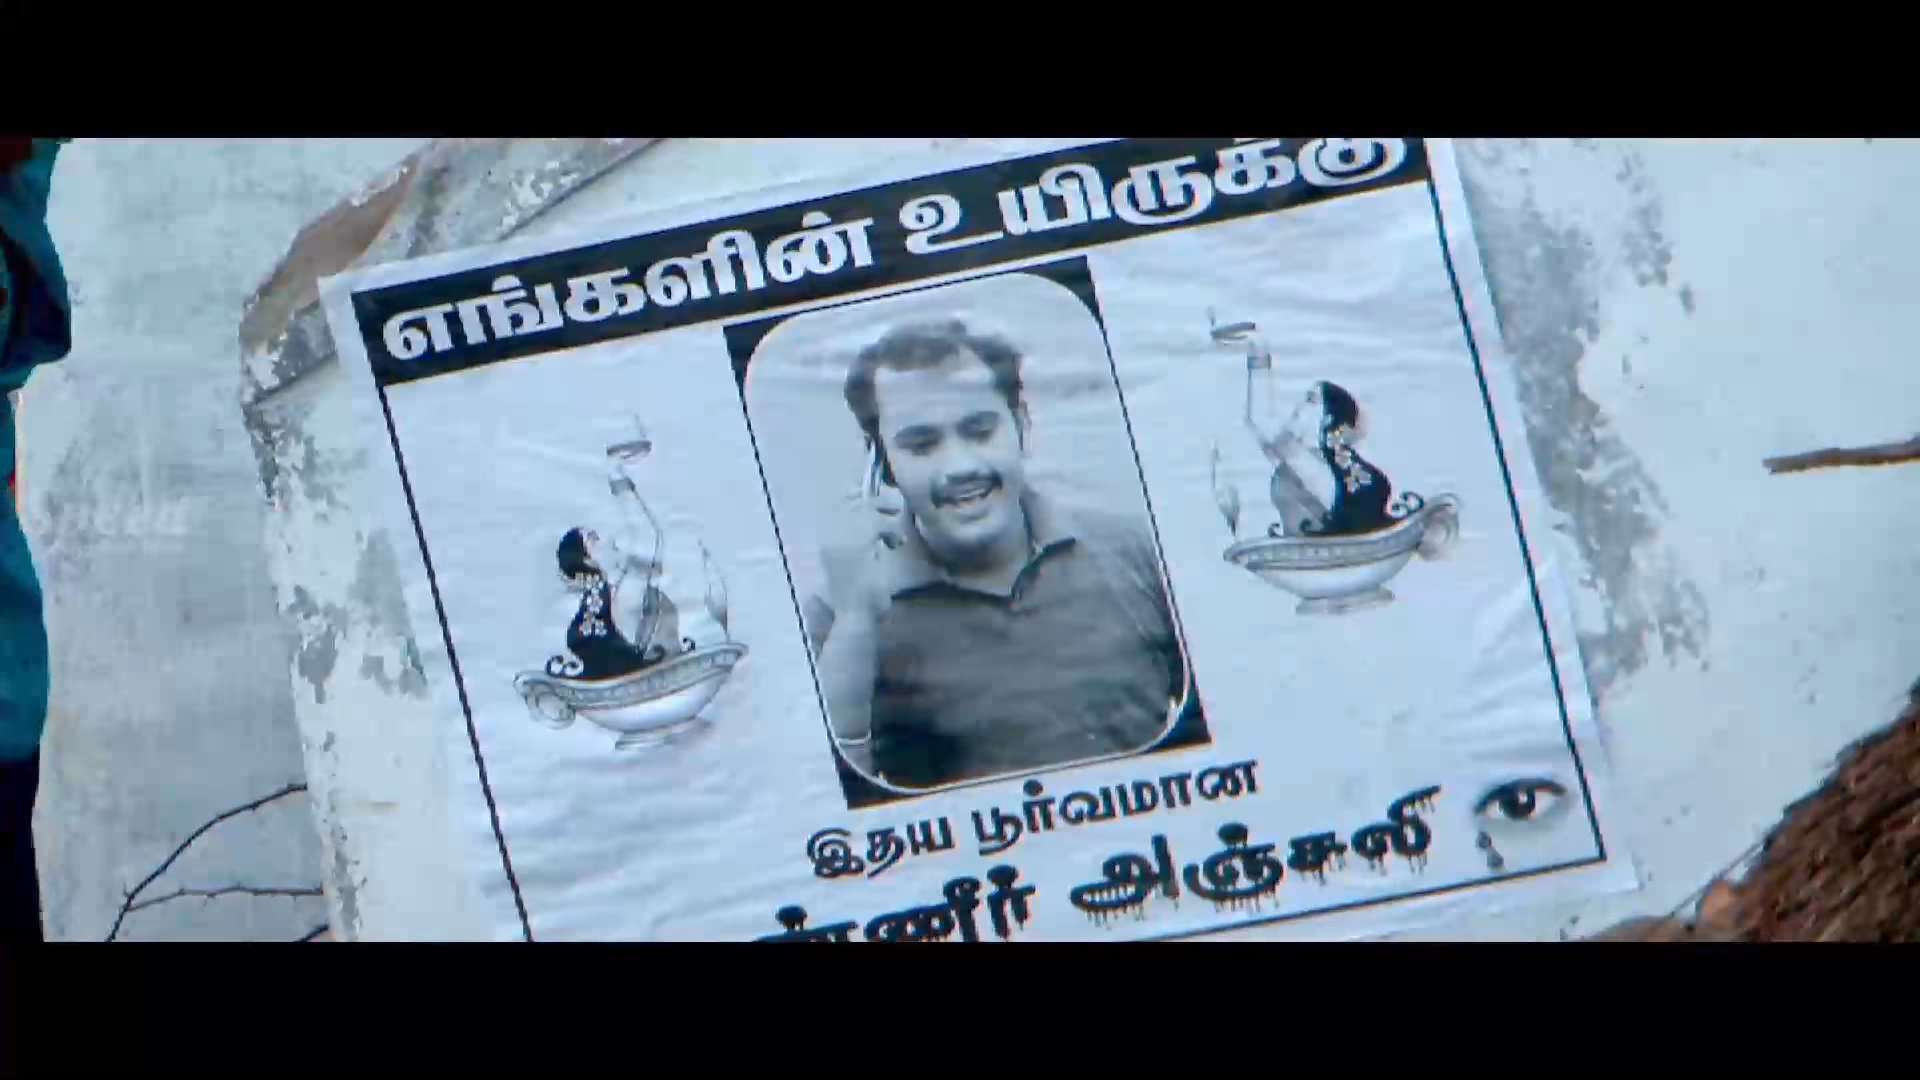 எங்களின் உயிருக்கு
இதய பூர்வமான
அஞ்சலி